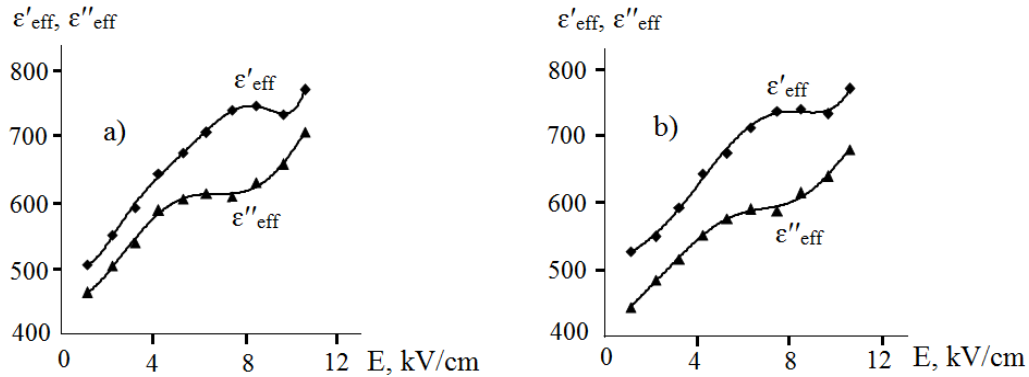 ε′eff, ε″eff
800
700
600
500
400
0 4 8 12 E, kV/cm
a)
ε′eff
ε″eff
ε′eff, ε″eff
800
700
600
500
400
0 4 8 12 E, kV/cm
b)
ε′eff
ε″eff